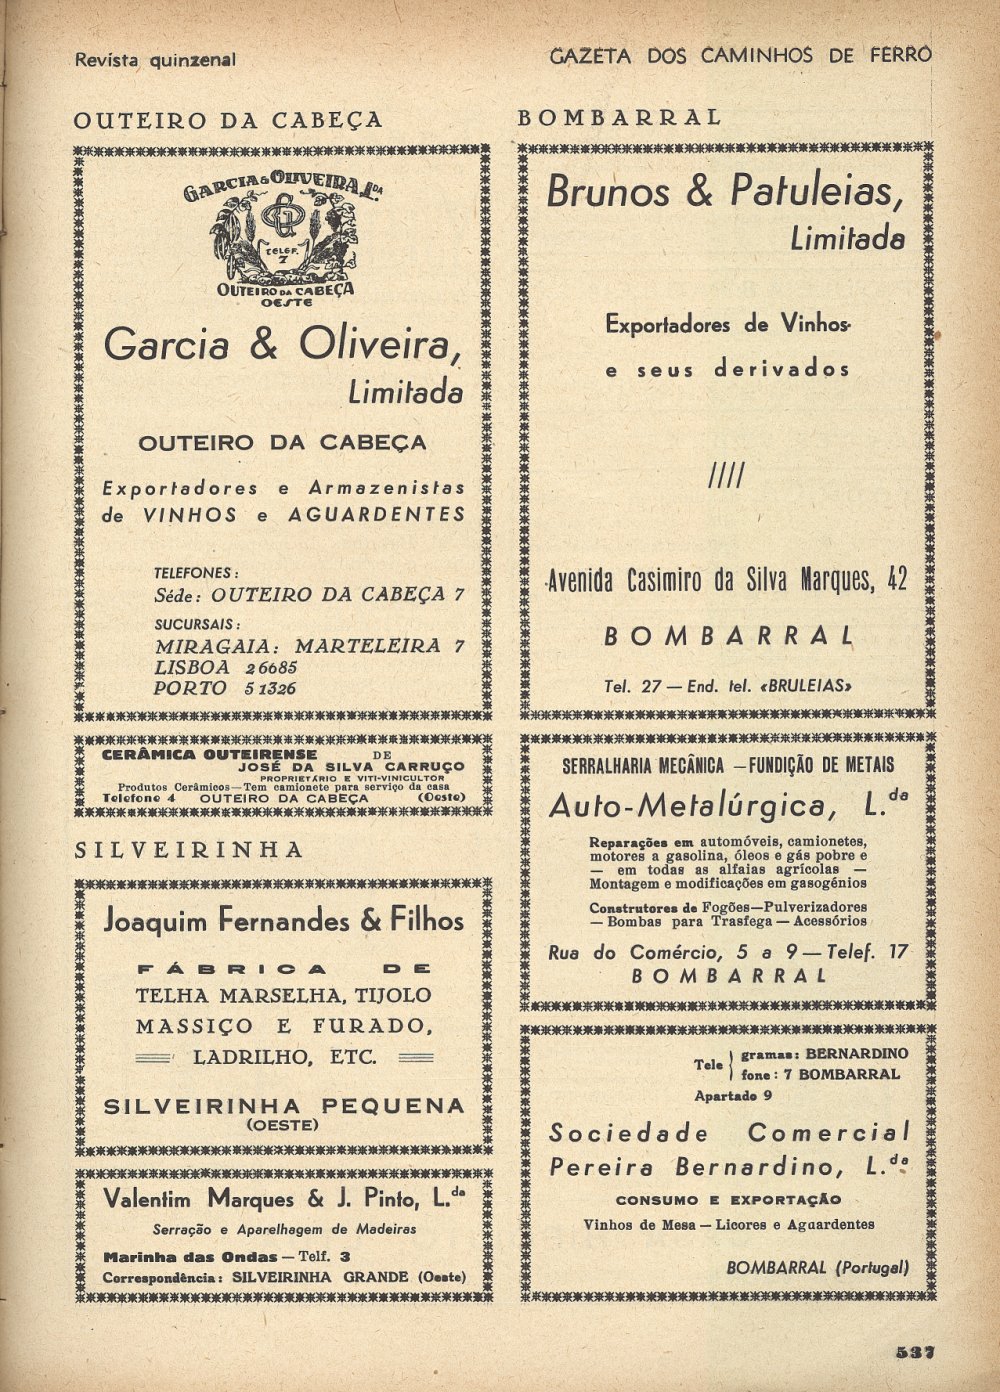 Revista quinzenal
GAZETA DOS CAMINHOS DE FERRO
OUTEIRO DA CABEÇA
GARCIA & OLIVEIRA, L.DA
GO
TELEF.
7
OUTEIRO DA CABEÇA
OESTE
Garcia & Oliveira,
Limitada
OUTEIRO DA CABEÇA
Exportadores e Armazenistas
de VINHOS e AGUARDENTES
TELEFONES:
Séde: OUTEIRO DA CABEÇA 7
SUCURSAIS:
MIRAGAIA: MARTELEIRA 7
LISBOA 26685
PORTO 51326
CERÂMICA OUTEIRENSE DE
JOSÉ DA SILVA CARRUÇO
PROPRIETÁRIO E VITI-VINICULTOR
Produtos Cerâmicos—Tem camionete para serviço da casa
Telefone 4 OUTEIRO DA CABEÇA (Oeste)
SILVEIRINHA
Joaquim Fernandes & Filhos
FÁBRICA DE
TELHA MARSELHA, TIJOLO
MASSIÇO E FURADO,
LADRILHO, ETC.
SILVEIRINHA PEQUENA
(OESTE)
Valentim Marques & J. Pinto, L.da
Serração e Aparelhagem de Madeiras
Marinha das Ondas — Telf. 3
Correspondência: SILVEIRINHA GRANDE (Oeste)
BOMBARRAL
Brunos & Patuleias,
Limitada
Exportadores de Vinhos
e seus derivados
////
Avenida Casimiro da Silva Marques, 42
BOMBARRAL
Tel. 27 — End. tel. «BRULEIAS»
SERRALHARIA MECÂNICA — FUNDIÇÃO DE METAIS
Auto-Metalúrgica, L.da
Reparações em automóveis, camionetes,
motores a gasolina, óleos e gás pobre e
— em todas as alfaias agrícolas —
Montagem e modificações em gasogénios
Construtores de Fogões—Pulverizadores
— Bombas para Trasfega — Acessórios
Rua do Comércio, 5 a 9 — Telef. 17
BOMBARRAL
Tele { gramas: BERNARDINO
fone: 7 BOMBARRAL
Apartado 9
Sociedade Comercial
Pereira Bernardino, L.da
CONSUMO E EXPORTAÇÃO
Vinhos de Mesa — Licores e Aguardentes
BOMBARRAL (Portugal)
537